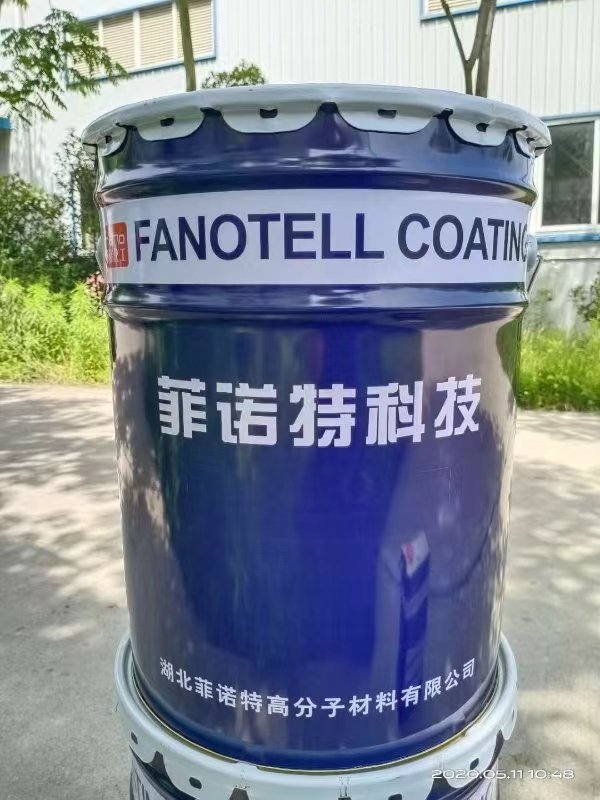 FANOTELL COATING
菲诺特科技
湖北菲诺特高分子材料有限公司
2020.05.11 10:48